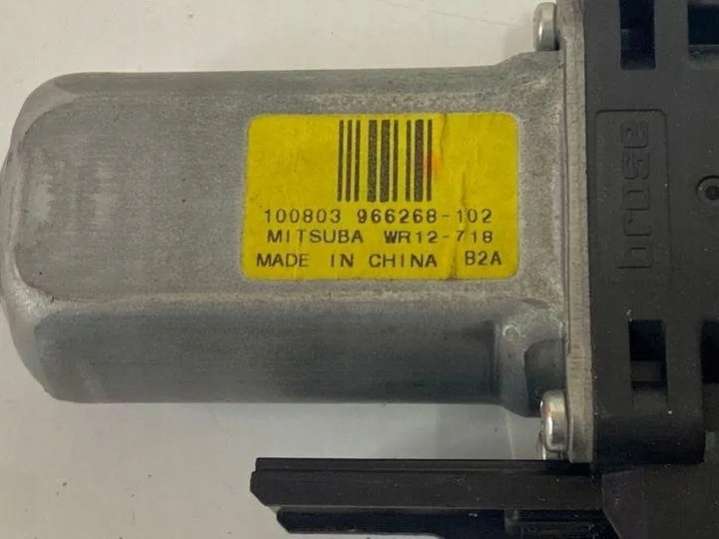 100803 966268-102
MITSUBA WR12-718
MADE IN CHINA B2A
brose